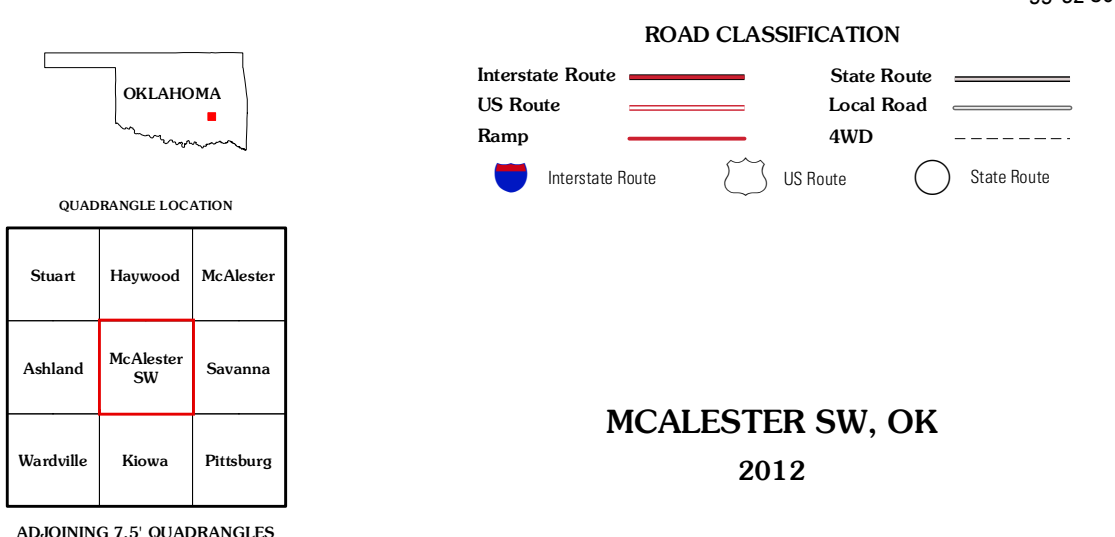 ROAD CLASSIFICATION
Interstate Route
State Route
US Route
Local Road
Ramp
4WD
Interstate Route
US Route
State Route
OKLAHOMA
QUADRANGLE LOCATION
Stuart Haywood McAlester
Ashland McAlester SW Savanna
Wardville Kiowa Pittsburg
ADJOINING 7.5' QUADRANGLES
MCALESTER SW, OK
2012